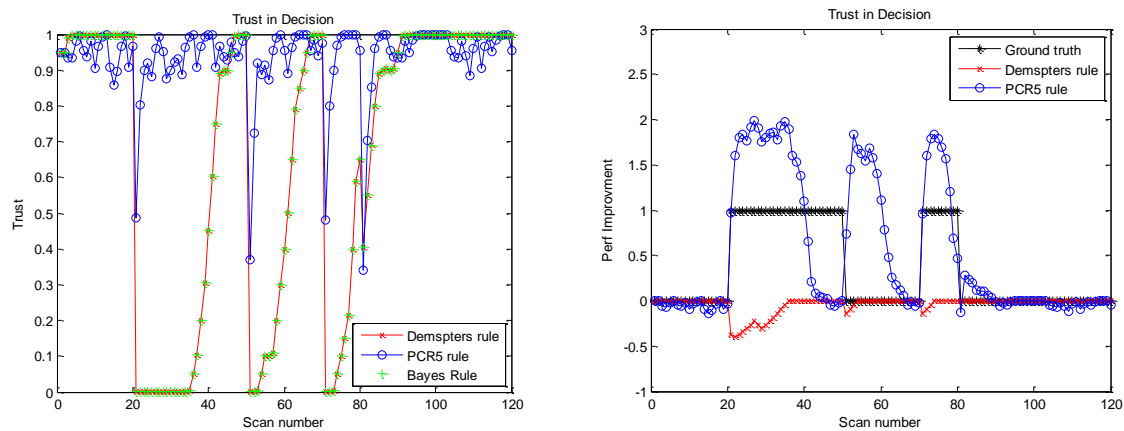 Trust in Decision
1
0.9
0.8
0.7
0.6
0.5
0.4
0.3
0.2
0.1
0
Trust
0 20 40 60 80 100 120
Scan number
Demspters rule
PCR5 rule
Bayes Rule
Trust in Decision
3
2.5
2
1.5
1
0.5
0
-0.5
-1
Perf Improvment
0 20 40 60 80 100 120
Scan number
Ground truth
Demspters rule
PCR5 rule